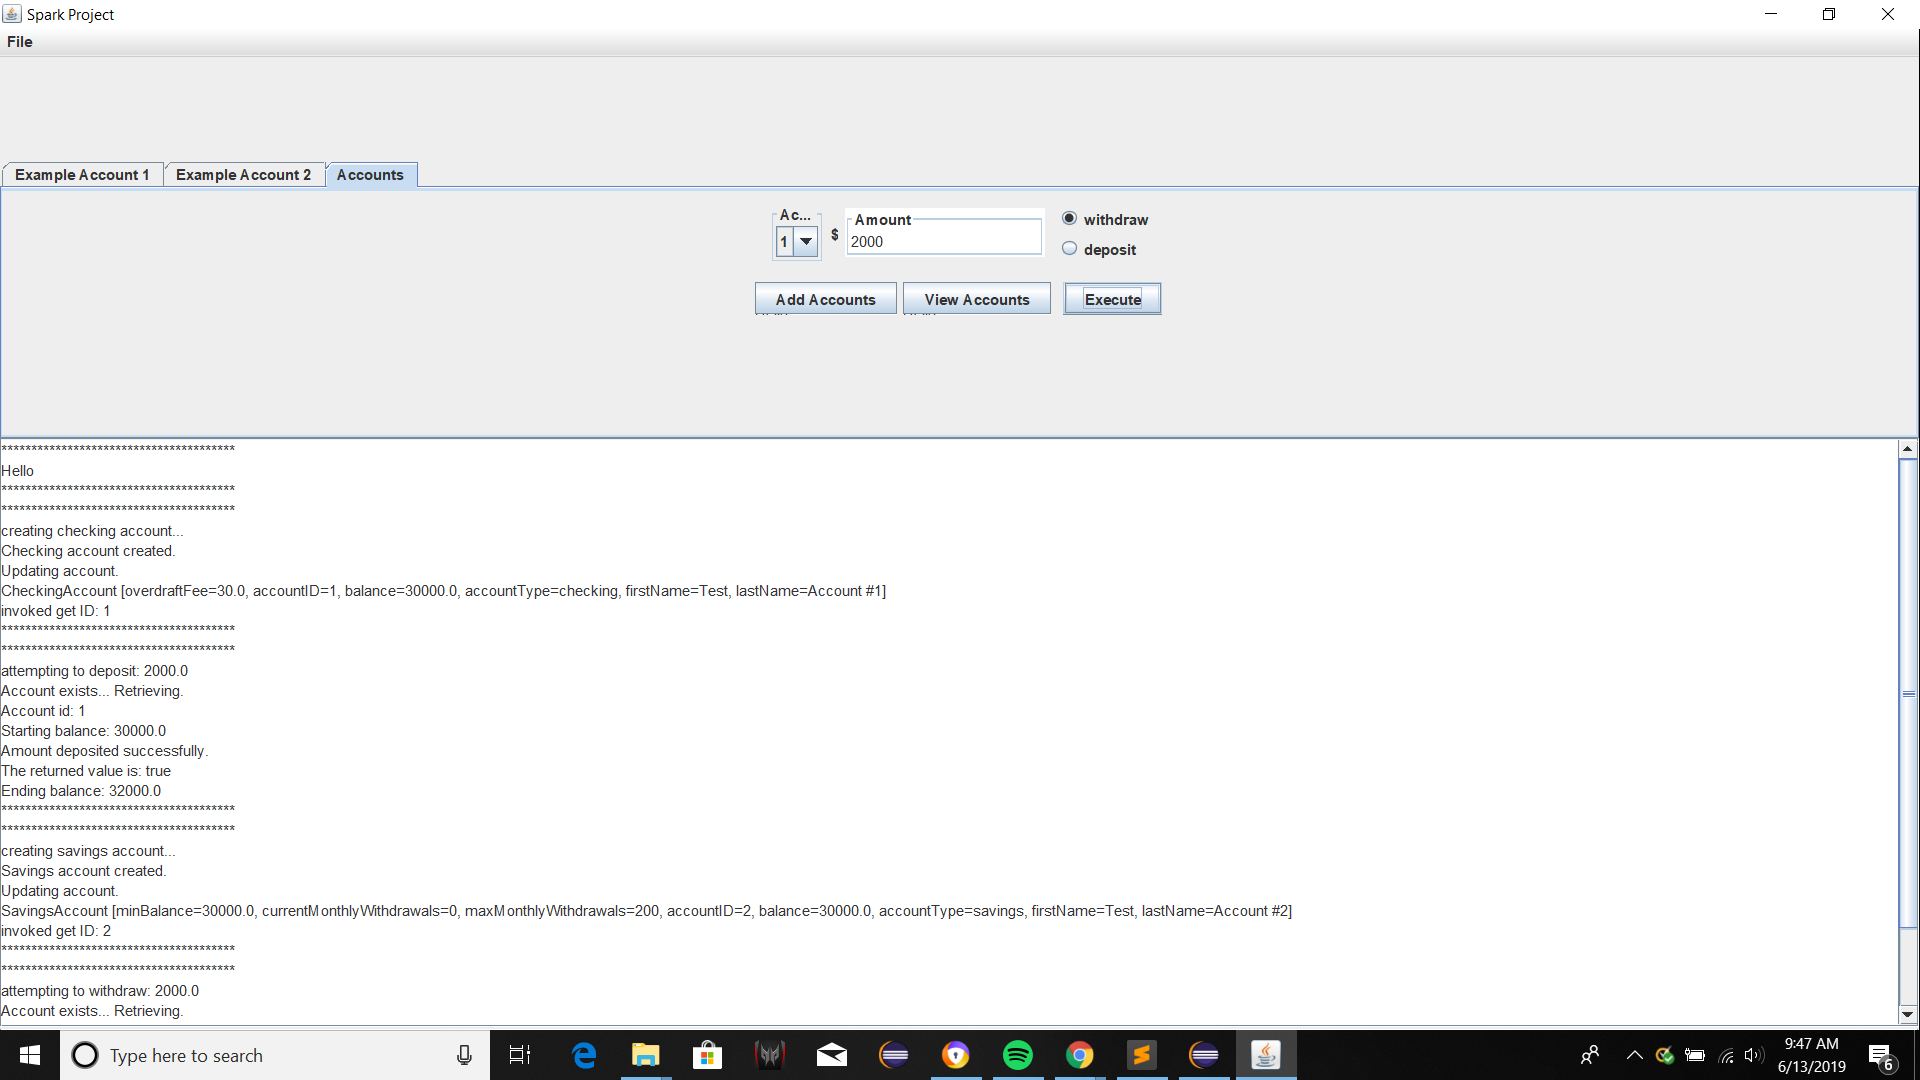 Spark Project
File
Example Account 1 Example Account 2 Accounts
Ac... Amount withdraw
1 $ 2000
deposit
Add Accounts View Accounts Execute
***************************************
Hello
***************************************
***************************************
creating checking account...
Checking account created.
Updating account.
CheckingAccount [overdraftFee=30.0, accountID=1, balance=30000.0, accountType=checking, firstName=Test, lastName=Account #1]
invoked get ID: 1
***************************************
***************************************
attempting to deposit: 2000.0
Account exists... Retrieving.
Account id: 1
Starting balance: 30000.0
Amount deposited successfully.
The returned value is: true
Ending balance: 32000.0
***************************************
***************************************
creating savings account...
Savings account created.
Updating account.
SavingsAccount [minBalance=30000.0, currentMonthlyWithdrawals=0, maxMonthlyWithdrawals=200, accountID=2, balance=30000.0, accountType=savings, firstName=Test, lastName=Account #2]
invoked get ID: 2
***************************************
***************************************
attempting to withdraw: 2000.0
Account exists... Retrieving.
Type here to search
9:47 AM
6/13/2019
6